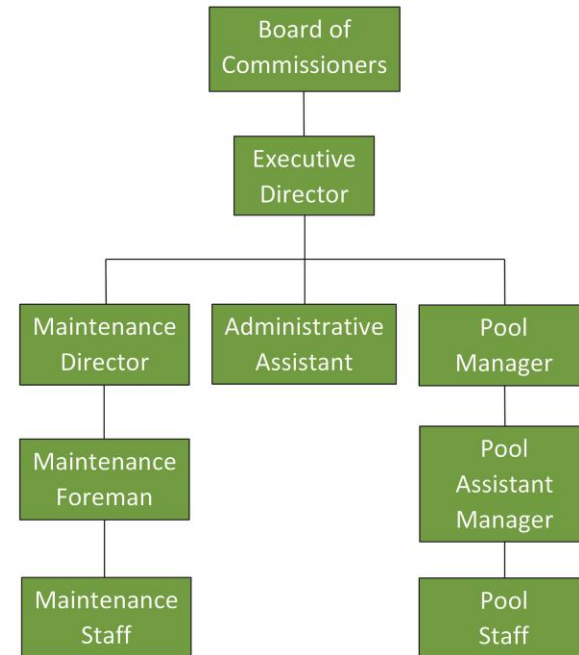 Board of
Commissioners
Executive
Director
Maintenance
Director
Administrative
Assistant
Pool
Manager
Maintenance
Foreman
Pool
Assistant
Manager
Maintenance
Staff
Pool
Staff